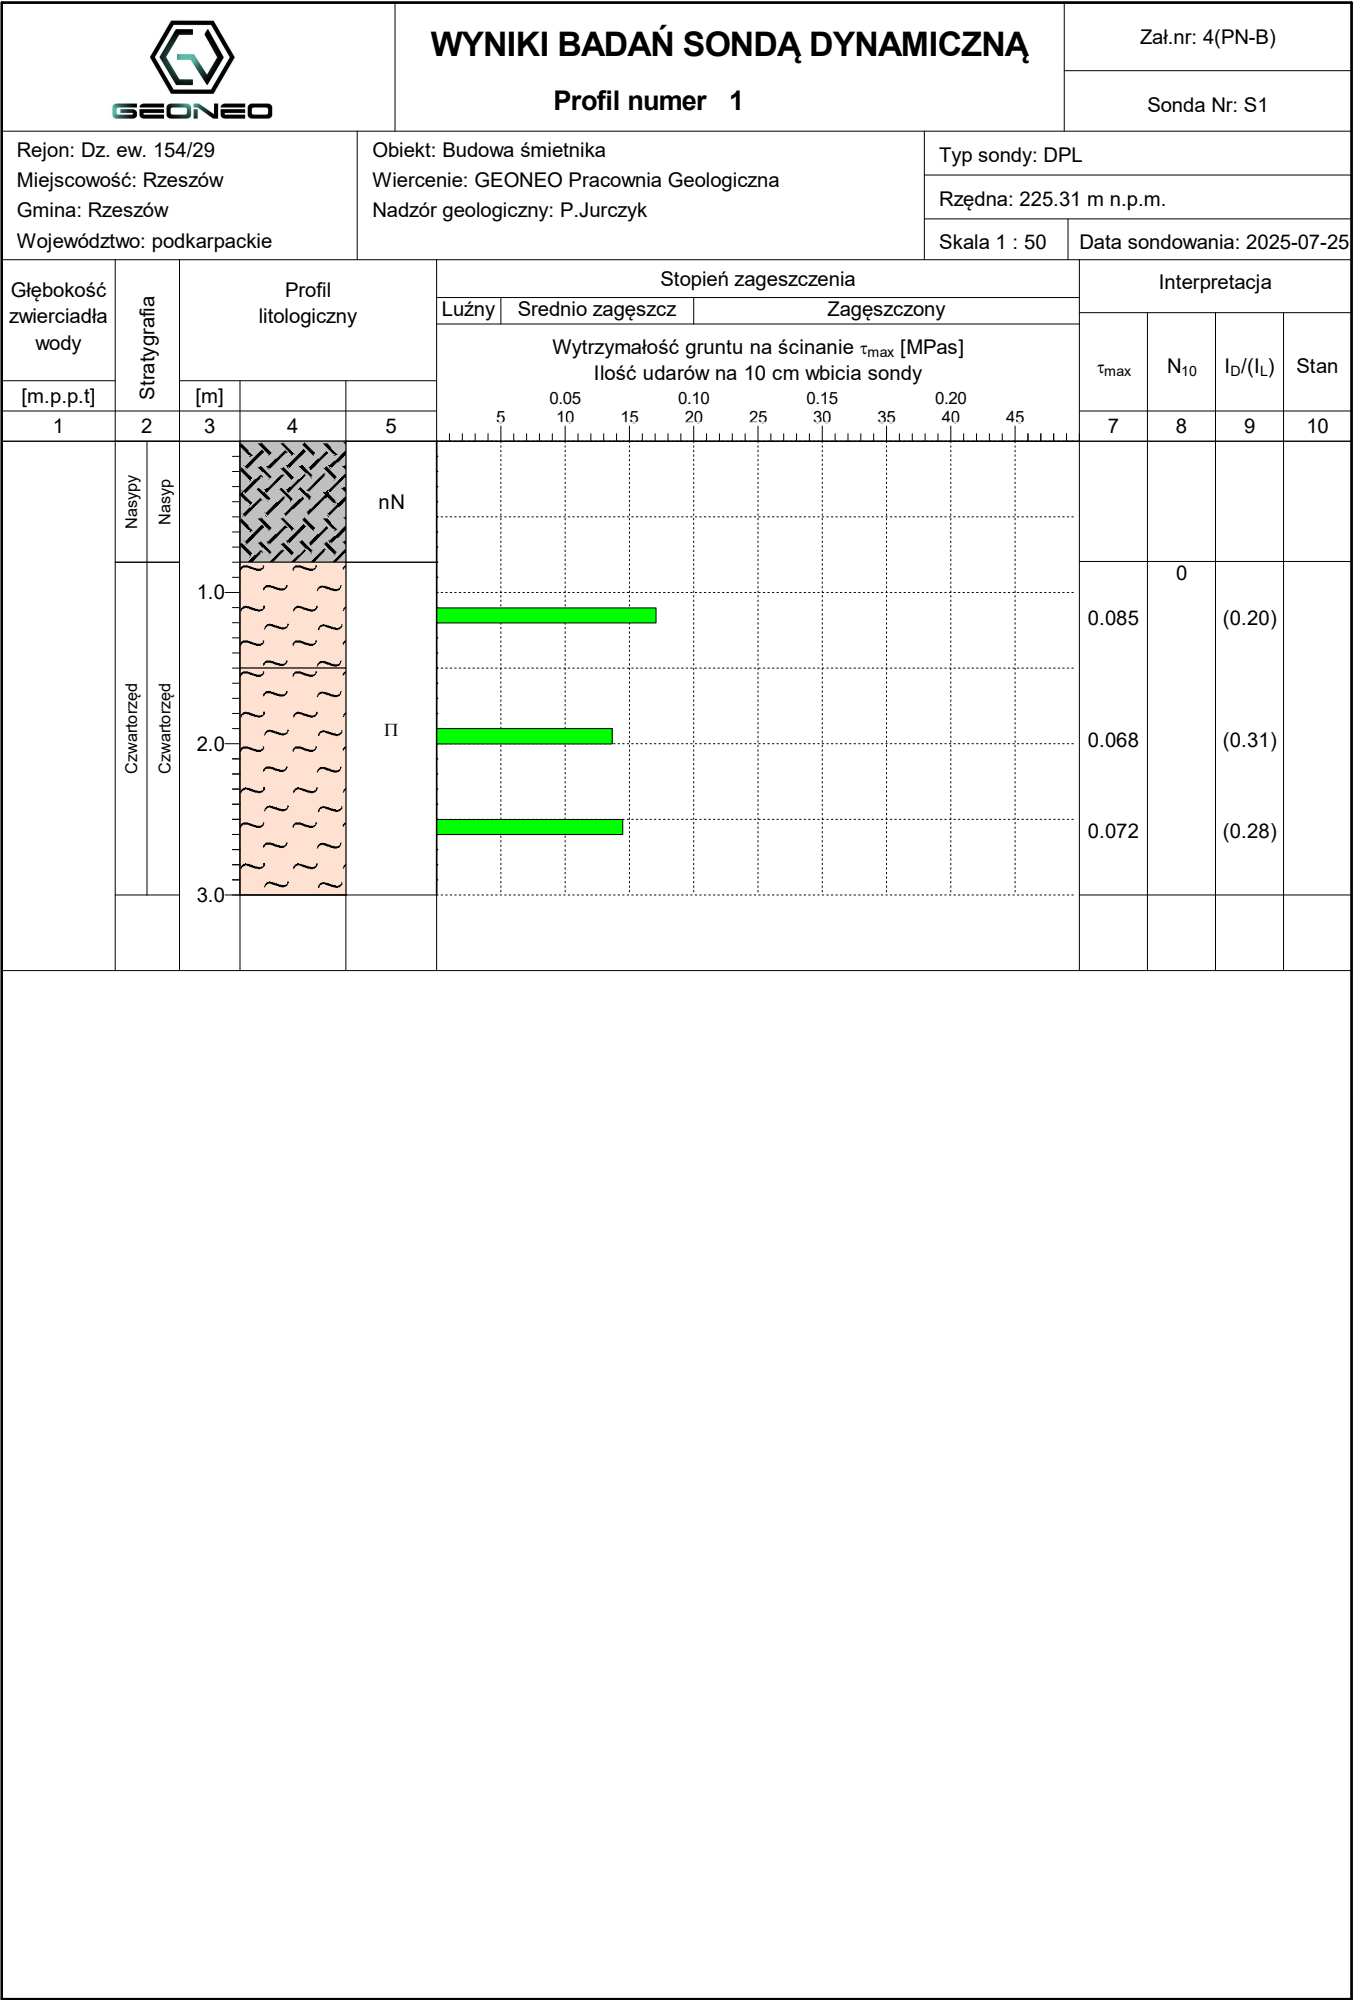 GEONEO
WYNIKI BADAŃ SONDĄ DYNAMICZNĄ
Profil numer 1
Zał.nr: 4(PN-B)
Sonda Nr: S1
Rejon: Dz. ew. 154/29
Miejscowość: Rzeszów
Gmina: Rzeszów
Województwo: podkarpackie
Obiekt: Budowa śmietnika
Wiercenie: GEONEO Pracownia Geologiczna
Nadzór geologiczny: P.Jurczyk
Typ sondy: DPL
Rzędna: 225.31 m n.p.m.
Skala 1 : 50
Data sondowania: 2025-07-25
Głębokość
zwierciadła
wody
[m.p.p.t]
Stratygrafia
Profil
litologiczny
[m]
Stopień zageszczenia
Luźny
Srednio zagęszcz
Zagęszczony
Wytrzymałość gruntu na ścinanie τmax [MPas]
Ilość udarów na 10 cm wbicia sondy
0.05 0.10 0.15 0.20
5 10 15 20 25 30 35 40 45
Interpretacja
τmax
N10
ID/(IL)
Stan
1 2 3 4 5 7 8 9 10
Nasypy
Nasyp
nN
Czwartorzęd
Czwartorzęd
0
1.0
0.085 (0.20)
Π
2.0
0.068 (0.31)
0.072 (0.28)
3.0